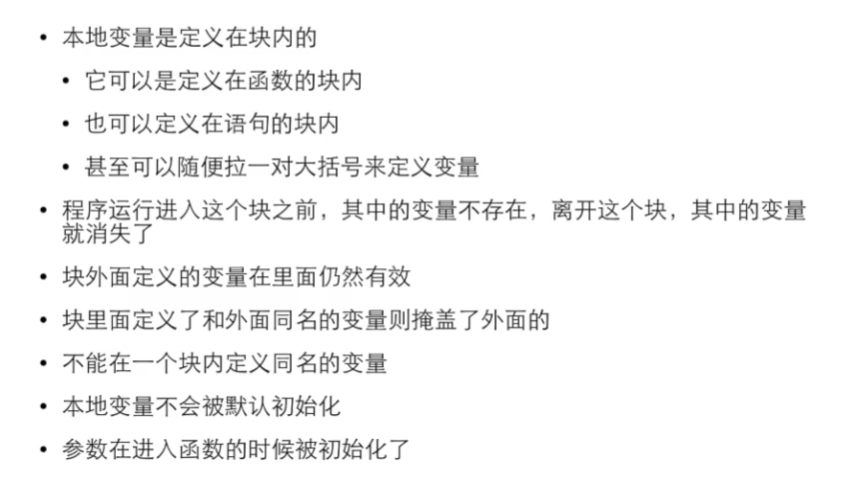 • 本地变量是定义在块内的
• 它可以是定义在函数的块内
• 也可以定义在语句的块内
• 甚至可以随便拉一对大括号来定义变量
• 程序运行进入这个块之前，其中的变量不存在，离开这个块，其中的变量
就消失了
• 块外面定义的变量在里面仍然有效
• 块里面定义了和外面同名的变量则掩盖了外面的
• 不能在一个块内定义同名的变量
• 本地变量不会被默认初始化
• 参数在进入函数的时候被初始化了